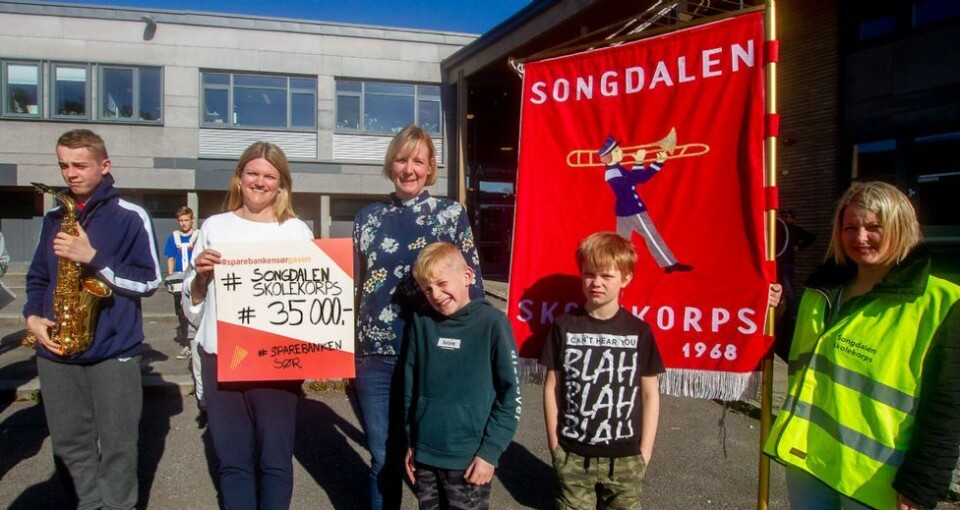 #sparebankensørgaven
# SONGDALEN
SKOLEKORPS
# 35 000.-
# SPAREBANKEN
SØR
SONGDALEN
SKOLEKORPS
1968
CAN'T HEAR YOU
BLAH
BLAH
BLAH
Songdalen
Skolekorps